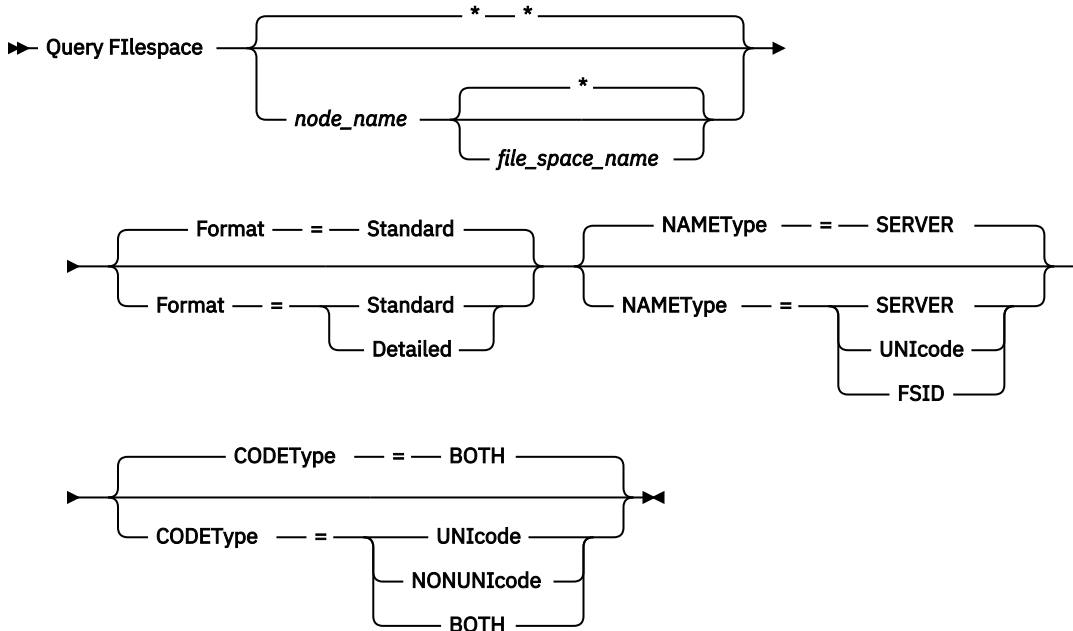 * *
Query FIlespace
*
node_name
file_space_name
Format = Standard
NAMEType = SERVER
Format = Standard
NAMEType = SERVER
Detailed
UNIcode
FSID
CODEType = BOTH
CODEType = UNIcode
NONUNIcode
BOTH